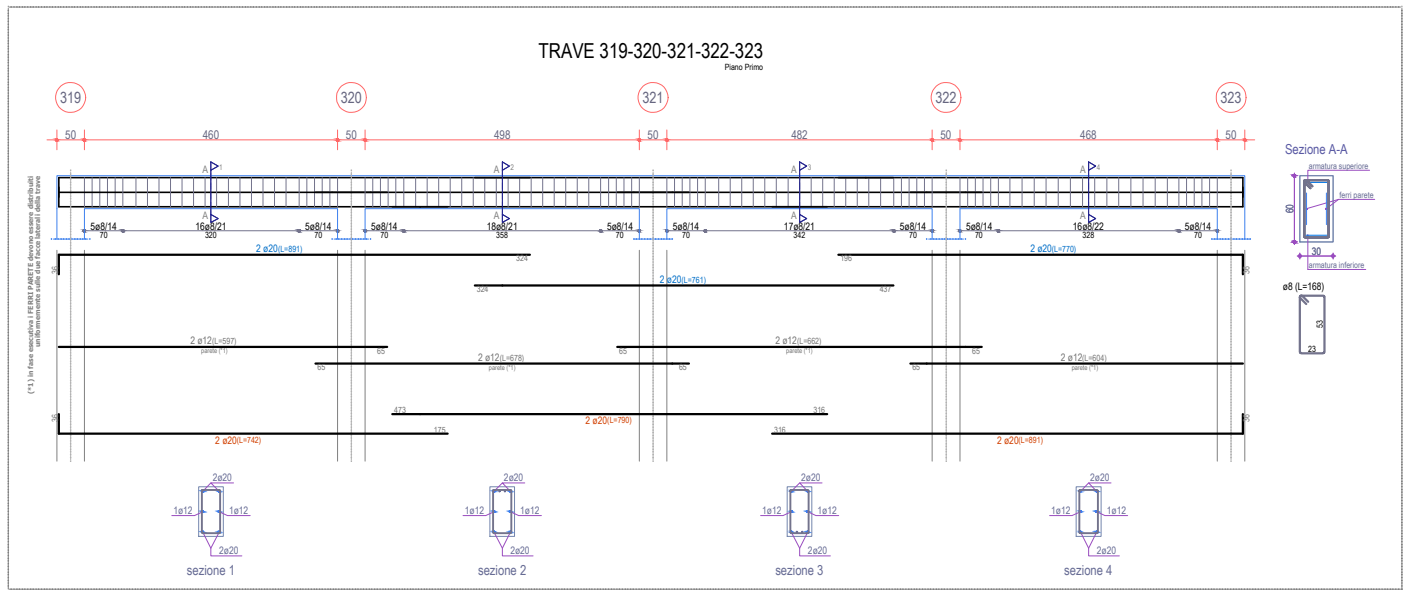 TRAVE 319-320-321-322-323
Piano Primo
319 320 321 322 323
50 460 50 498 50 482 50 468 50
A 1 A 2 A 3 A 4
A A A A
5ø8/14 16ø8/21 5ø8/14 5ø8/14 18ø8/21 5ø8/14 5ø8/14 17ø8/21 5ø8/14 5ø8/14 16ø8/22 5ø8/14
70 320 70 70 358 70 70 342 70 70 328 70
2 ø20(L=891) 2 ø20(L=770)
36 324 196 36
2 ø20(L=761)
324 437
2 ø12(L=597) 2 ø12(L=662)
parete (*1) 65 65 parete (*1) 65
2 ø12(L=678) 2 ø12(L=604)
65 parete (*1) 65 65 parete (*1)
473 316
36 2 ø20(L=790) 36
175 316
2 ø20(L=742) 2 ø20(L=891)
(*1) in fase esecutiva i FERRI PARETE devono essere distribuiti
uniformemente sulle due facce laterali della trave
Sezione A-A
armatura superiore
ferri parete
60
30
armatura inferiore
ø8 (L=168)
53
23
2ø20 2ø20 2ø20 2ø20
1ø12 1ø12 1ø12 1ø12 1ø12 1ø12 1ø12 1ø12
2ø20 2ø20 2ø20 2ø20
sezione 1 sezione 2 sezione 3 sezione 4